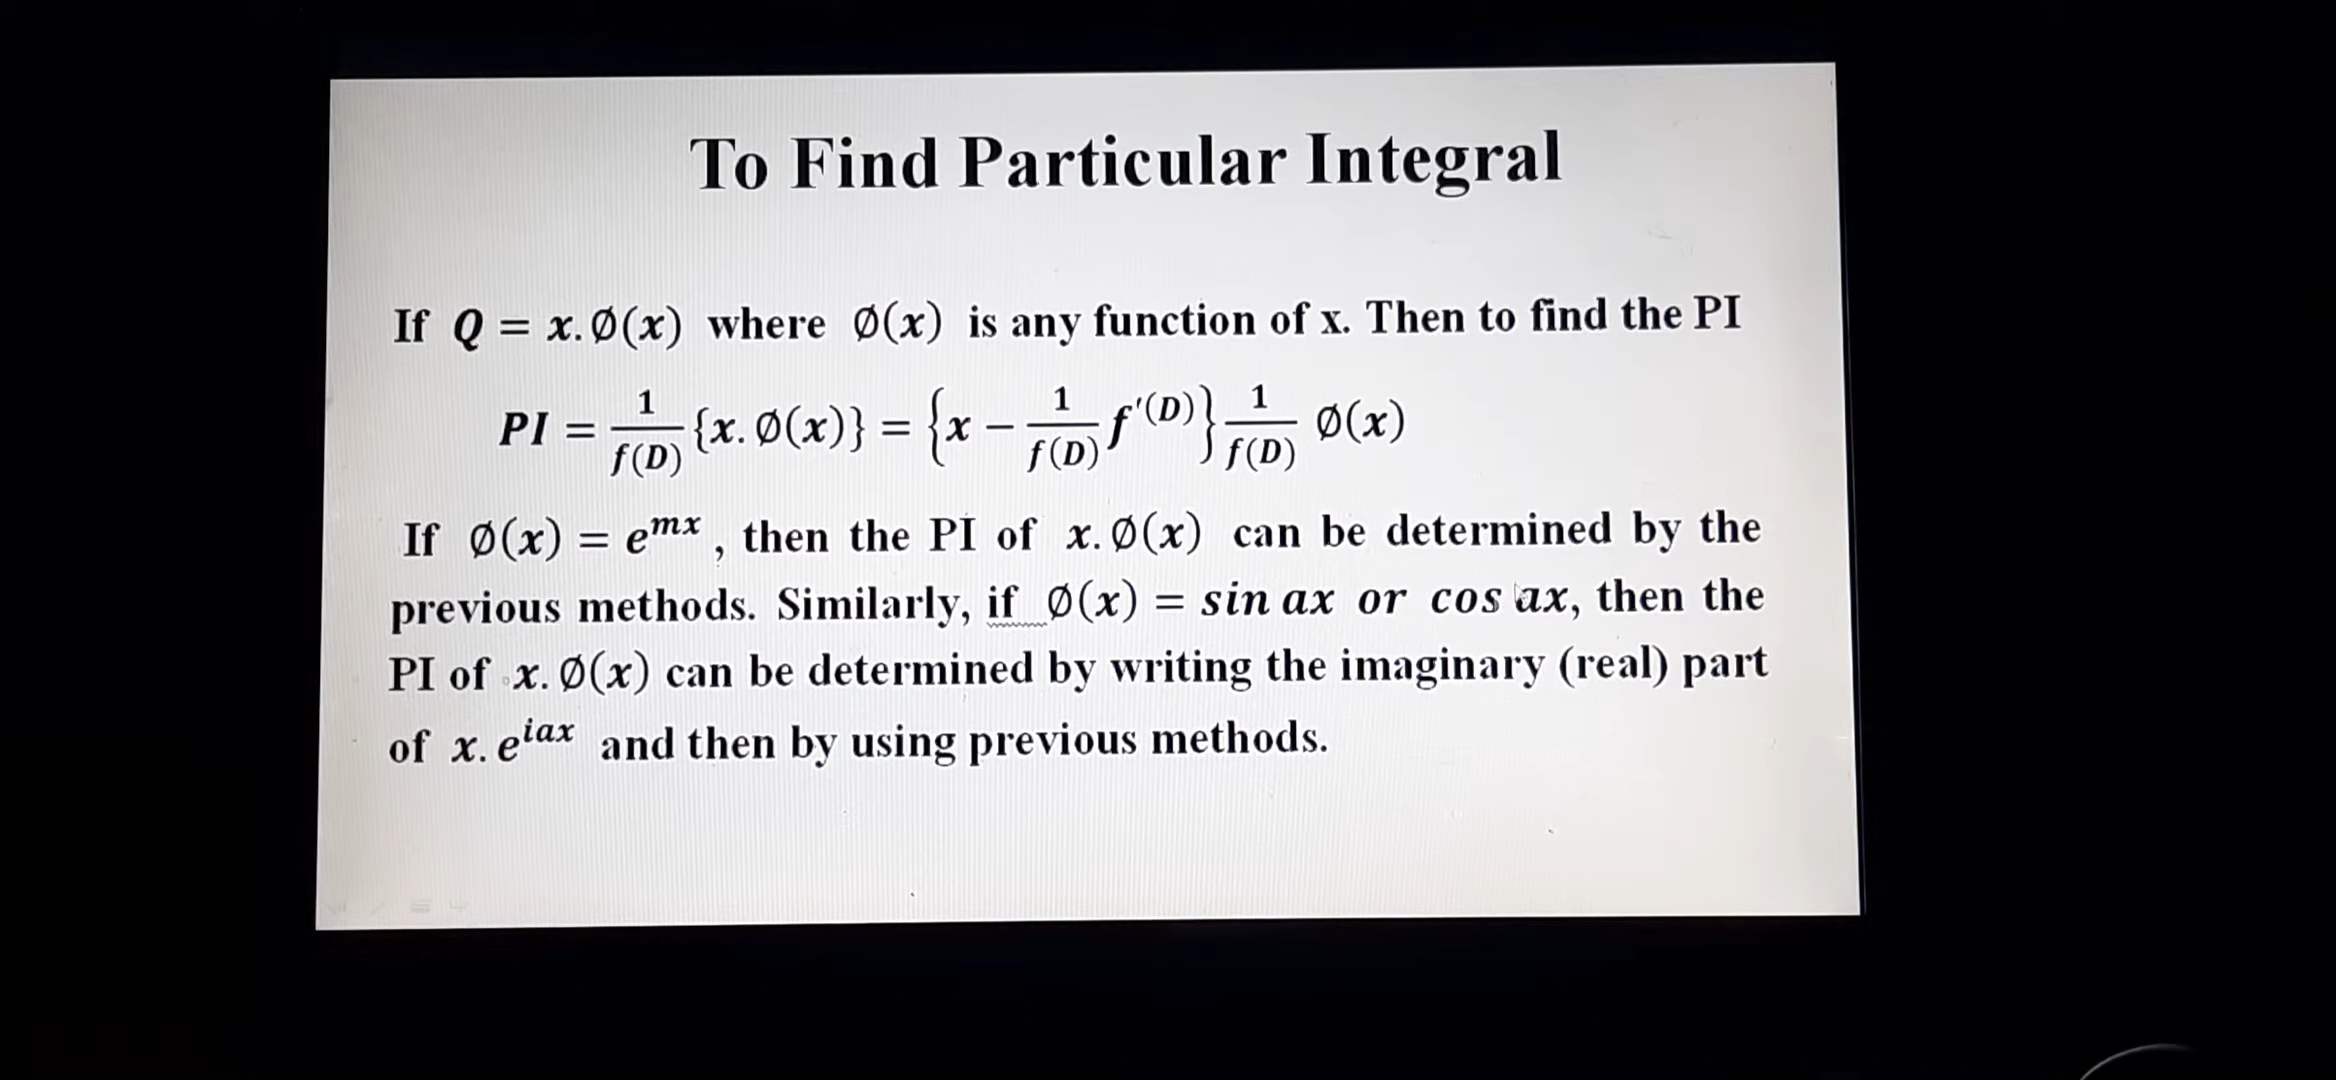 To Find Particular Integral
If Q = x.Ø(x) where Ø(x) is any function of x. Then to find the PI
PI = \frac{1}{f(D)} {x.Ø(x)} = {x − \frac{1}{f(D)} f^{′(D)}} \frac{1}{f(D)} Ø(x)
If Ø(x) = e^{mx} , then the PI of x.Ø(x) can be determined by the
previous methods. Similarly, if Ø(x) = sin ax or cos ax, then the
PI of x.Ø(x) can be determined by writing the imaginary (real) part
of x.e^{iax} and then by using previous methods.